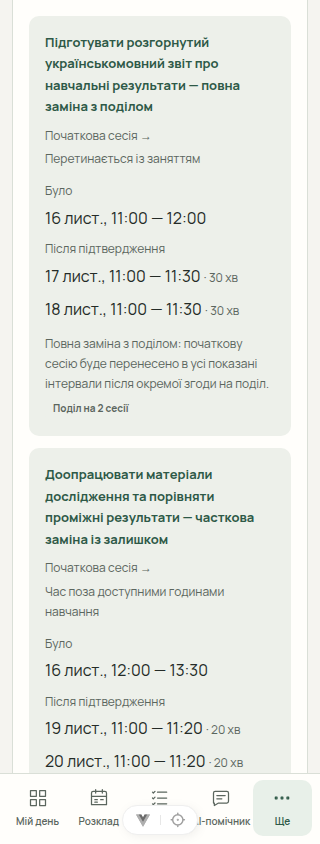 Підготувати розгорнутий
українськомовний звіт про
навчальні результати — повна
заміна з поділом
Початкова сесія →
Перетинається із заняттям
Було
16 лист., 11:00 — 12:00
Після підтвердження
17 лист., 11:00 — 11:30 · 30 хв
18 лист., 11:00 — 11:30 · 30 хв
Повна заміна з поділом: початкову
сесію буде перенесено в усі показані
інтервали після окремої згоди на поділ.
Поділ на 2 сесії
Доопрацювати матеріали
дослідження та порівняти
проміжні результати — часткова
заміна із залишком
Початкова сесія →
Час поза доступними годинами
навчання
Було
16 лист., 12:00 — 13:30
Після підтвердження
19 лист., 11:00 — 11:20 · 20 хв
20 лист., 11:00 — 11:20 · 20 хв
Мій день Розклад І-помічник Ще